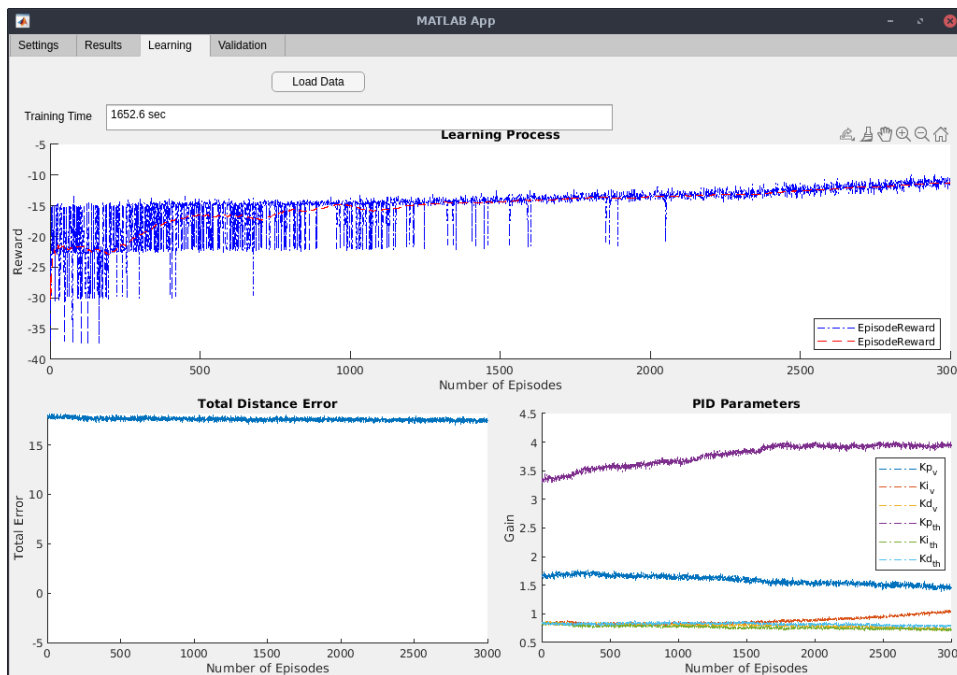 MATLAB App
Settings Results Learning Validation
Load Data
Training Time 1652.6 sec
Learning Process
-5
-10
-15
-20
-25
-30
-35
-40
Reward
0 500 1000 1500 2000 2500 300
Number of Episodes
EpisodeReward
EpisodeReward
Total Distance Error
15
10
5
0
-5
Total Error
0 500 1000 1500 2000 2500 3000
Number of Episodes
PID Parameters
4.5
4
3.5
3
2.5
2
1.5
1
0.5
Gain
0 500 1000 1500 2000 2500 300
Number of Episodes
Kp_v
Ki_v
Kd_v
Kp_th
Ki_th
Kd_th